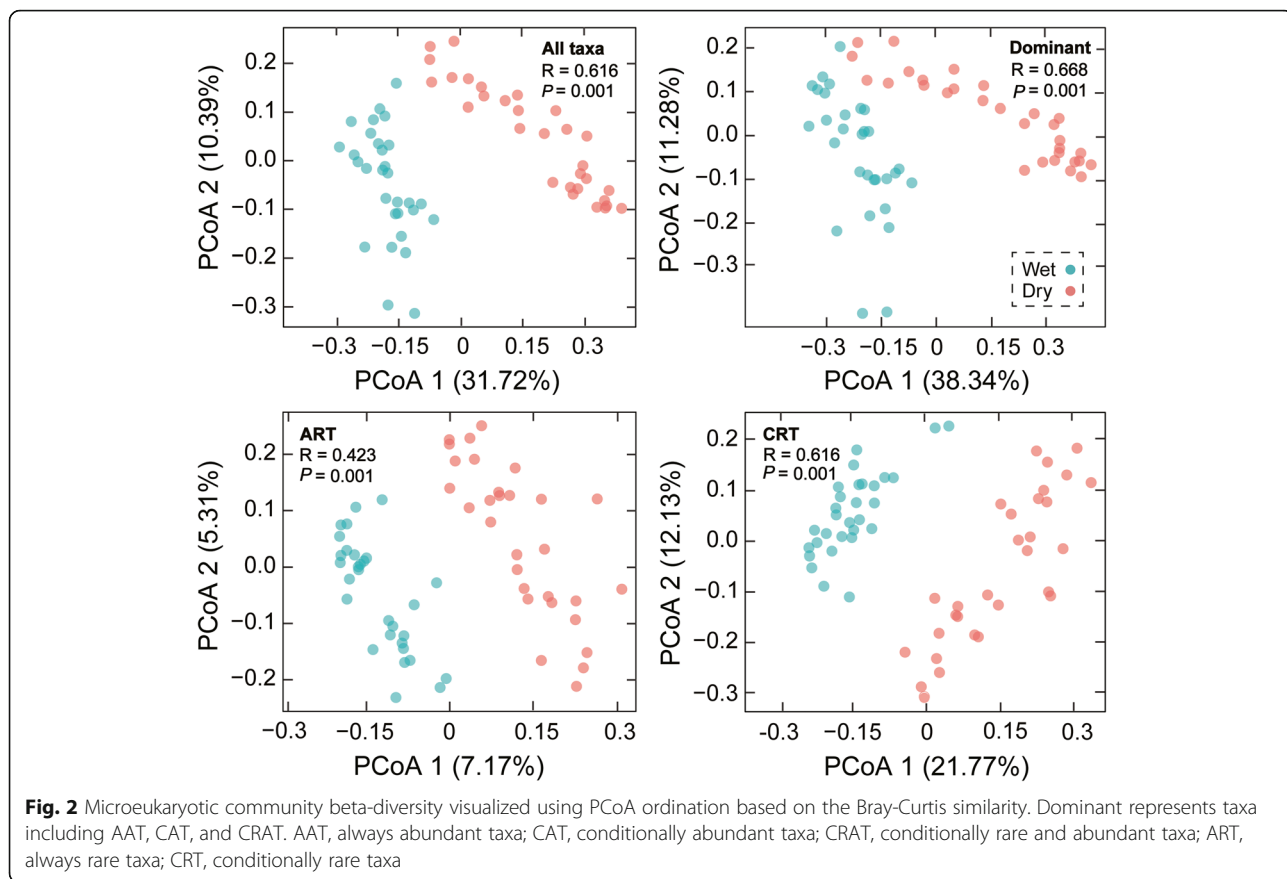 All taxa
R = 0.616
P = 0.001
0.2
0.1
0.0
−0.1
−0.2
−0.3
PCoA 2 (10.39%)
−0.3 −0.15 0 0.15 0.3
PCoA 1 (31.72%)
Dominant
R = 0.668
P = 0.001
0.2
0.1
0.0
−0.1
−0.2
−0.3
PCoA 2 (11.28%)
Wet
Dry
−0.3 −0.15 0 0.15 0.3
PCoA 1 (38.34%)
ART
R = 0.423
P = 0.001
0.2
0.1
0.0
−0.1
−0.2
PCoA 2 (5.31%)
−0.3 −0.15 0 0.15 0.3
PCoA 1 (7.17%)
CRT
R = 0.616
P = 0.001
0.2
0.1
0.0
−0.1
−0.2
−0.3
PCoA 2 (12.13%)
-0.3 −0.15 0 0.15 0.3
PCoA 1 (21.77%)
Fig. 2 Microeukaryotic community beta-diversity visualized using PCoA ordination based on the Bray-Curtis similarity. Dominant represents taxa
including AAT, CAT, and CRAT. AAT, always abundant taxa; CAT, conditionally abundant taxa; CRAT, conditionally rare and abundant taxa; ART,
always rare taxa; CRT, conditionally rare taxa